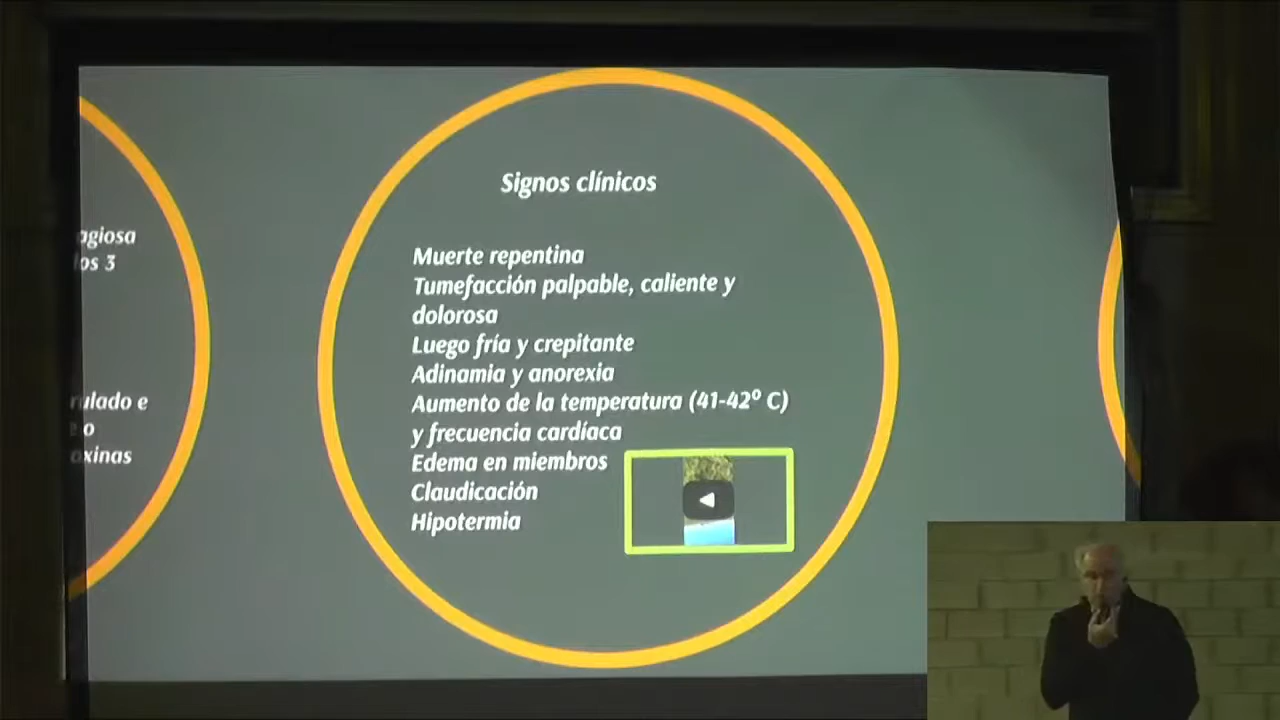 Signos clínicos
Muerte repentina
Tumefacción palpable, caliente y
dolorosa
Luego fría y crepitante
Adinamia y anorexia
Aumento de la temperatura (41-42º C)
y frecuencia cardíaca
Edema en miembros
Claudicación
Hipotermia
agiosa
los 3
rulado e
e o
oxinas